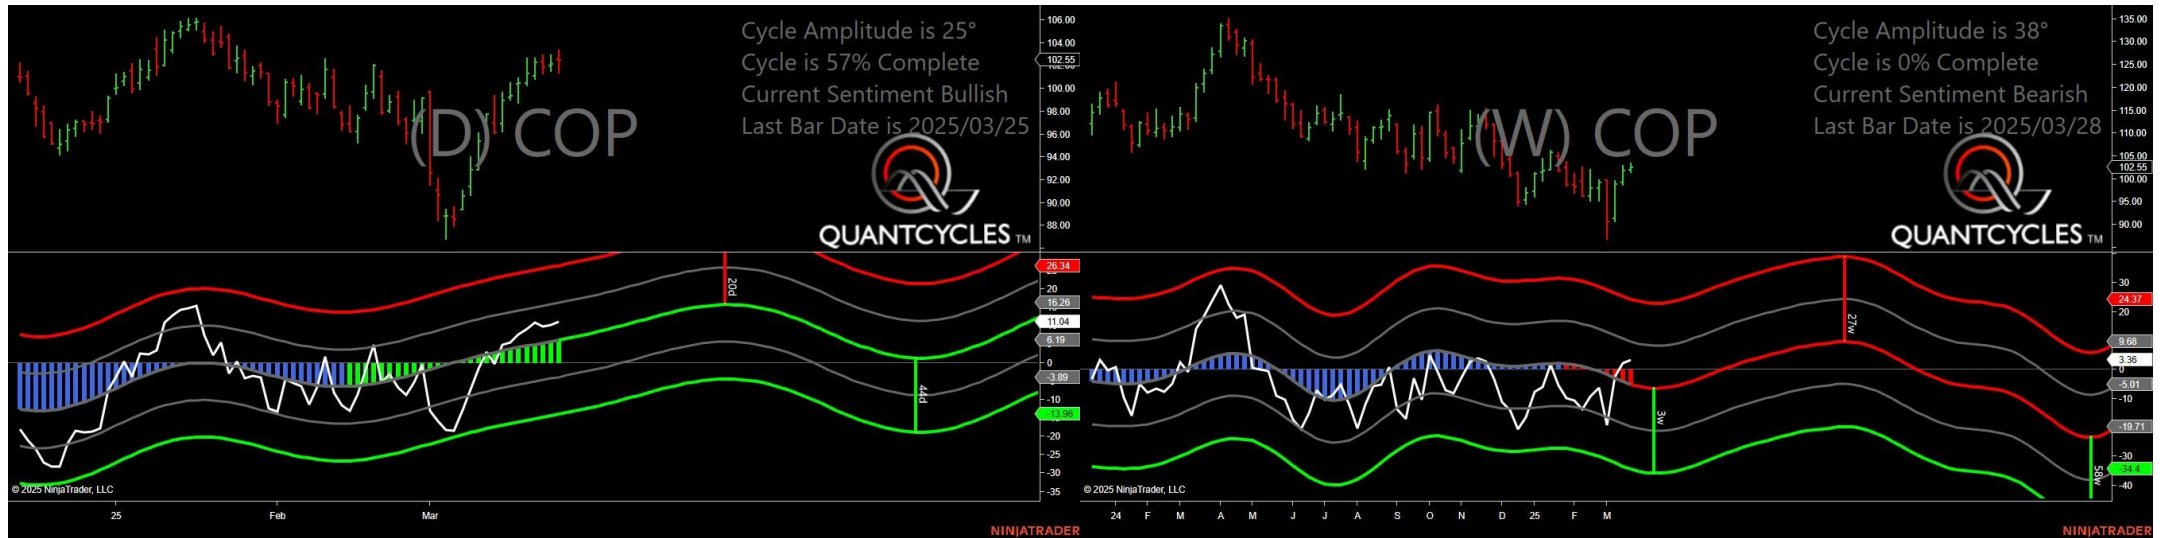 Cycle Amplitude is 25°
Cycle is 57% Complete
Current Sentiment Bullish
Last Bar Date is 2025/03/25
(D) COP
QUANTCYCLES TM
106.00
104.00
102.55
100.00
98.00
96.00
94.00
92.00
90.00
88.00
20d
44d
26.34
20
16.26
11.04
6.19
0
-3.89
-10
-13.96
-20
-25
-30
-35
© 2025 NinjaTrader, LLC
25 Feb Mar
NINJATRADER
Cycle Amplitude is 38°
Cycle is 0% Complete
Current Sentiment Bearish
Last Bar Date is 2025/03/28
(W) COP
QUANTCYCLES TM
135.00
130.00
125.00
120.00
115.00
110.00
105.00
102.55
100.00
95.00
90.00
3w
27w
58w
30
24.37
20
9.68
3.36
0
-5.01
-10
-19.71
-30
-34.4
-40
© 2025 NinjaTrader, LLC
24 F M A M J J A S O N D 25 F M
NINJATRADER